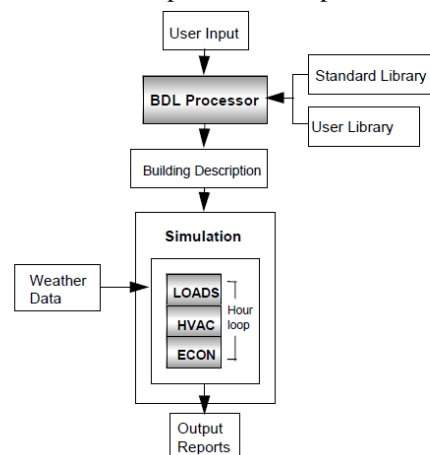 User Input
Standard Library
BDL Processor
User Library
Building Description
Simulation
Weather
Data
LOADS
HVAC
ECON
Hour
loop
Output
Reports